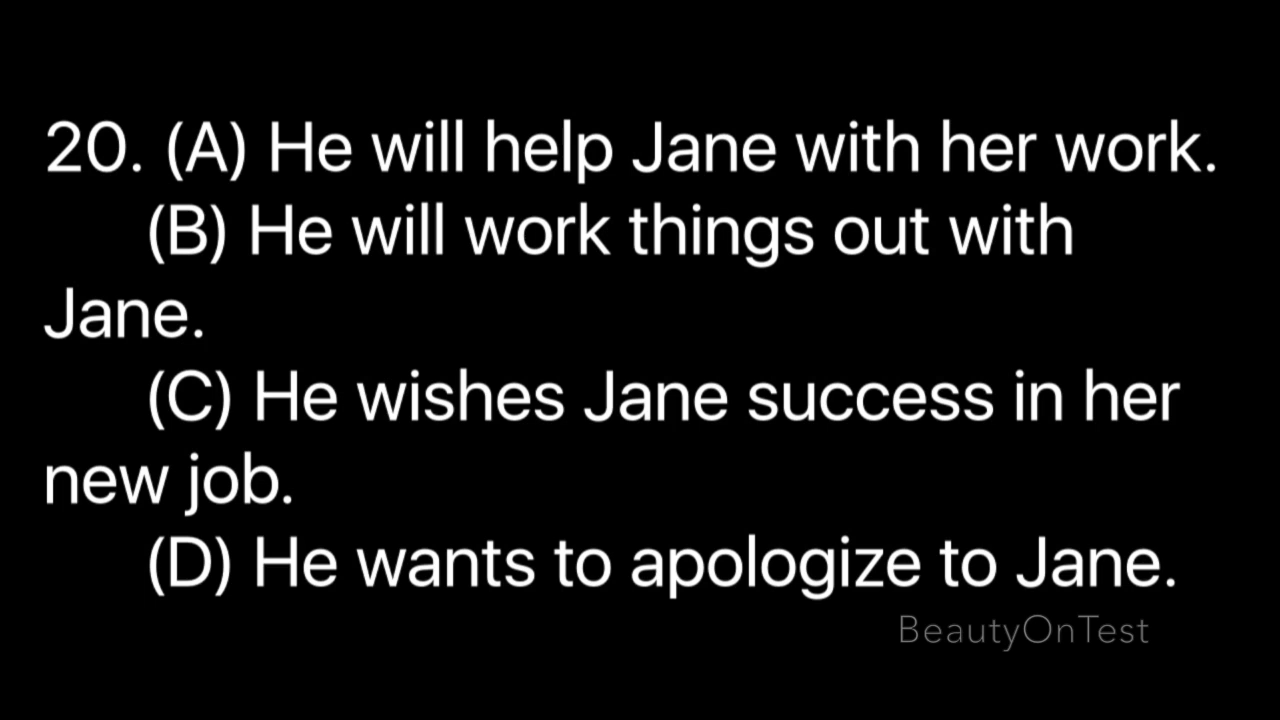 20. (A) He will help Jane with her work.
(B) He will work things out with
Jane.
(C) He wishes Jane success in her
new job.
(D) He wants to apologize to Jane.
BeautyOnTest